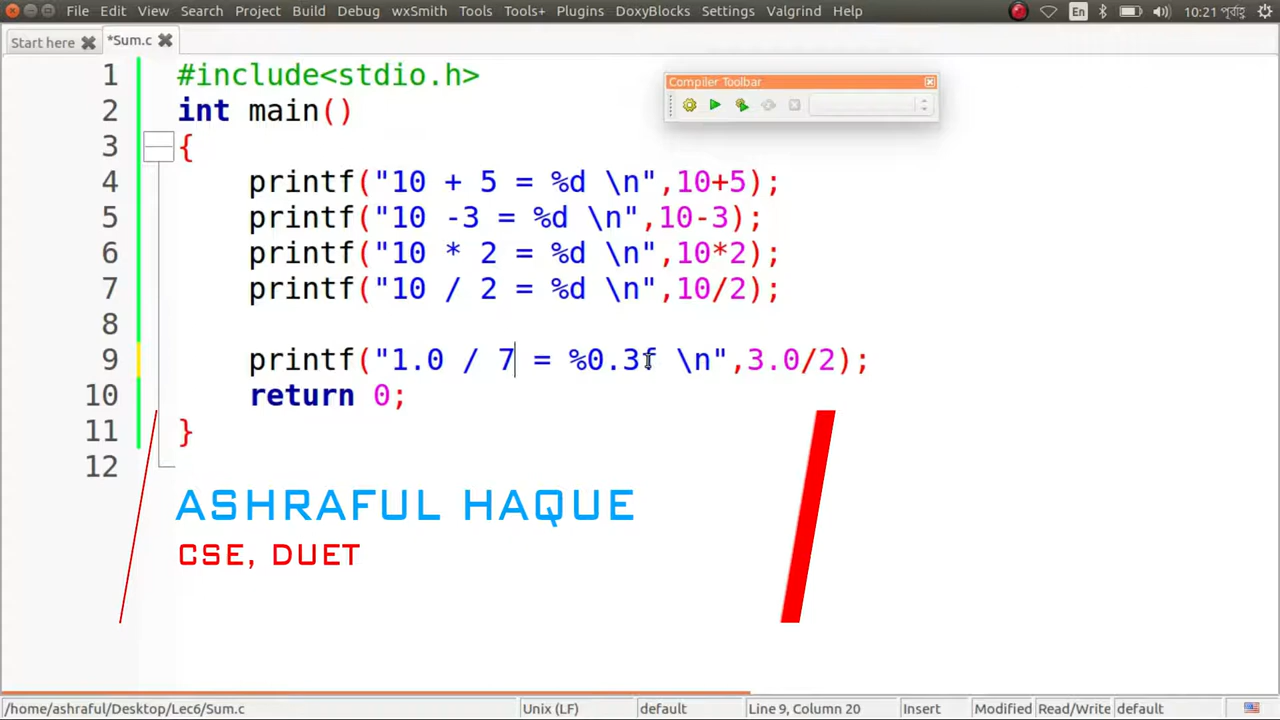 File Edit View Search Project Build Debug wxSmith Tools Tools+ Plugins DoxyBlocks Settings Valgrind Help En 10:21 পূর্বাহ্ণ
Start here *Sum.c
Compiler Toolbar
1 #include<stdio.h>
2 int main()
3 {
4 printf("10 + 5 = %d \n",10+5);
5 printf("10 -3 = %d \n",10-3);
6 printf("10 * 2 = %d \n",10*2);
7 printf("10 / 2 = %d \n",10/2);
8
9 printf("1.0 / 7 = %0.3f \n",3.0/2);
10 return 0;
11 }
12
ASHRAFUL HAQUE
CSE, DUET
/home/ashraful/Desktop/Lec6/Sum.c Unix (LF) default Line 9, Column 20 Insert Modified Read/Write default